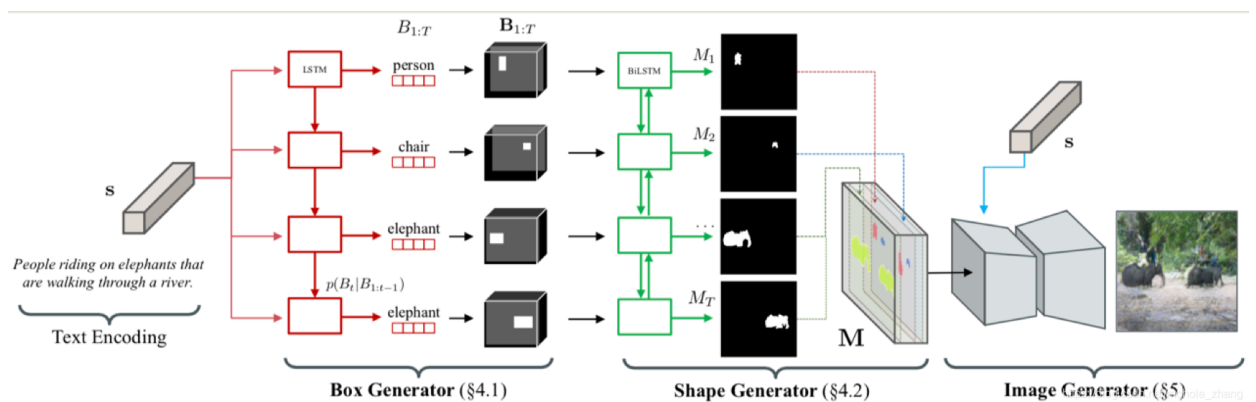 B1:T
B1:T
LSTM
person
BiLSTM
M1
chair
M2
s
s
elephant
...
People riding on elephants that
are walking through a river.
p(Bt|B1:t−1)
elephant
MT
M
Text Encoding
Box Generator (§4.1)
Shape Generator (§4.2)
Image Generator (§5)